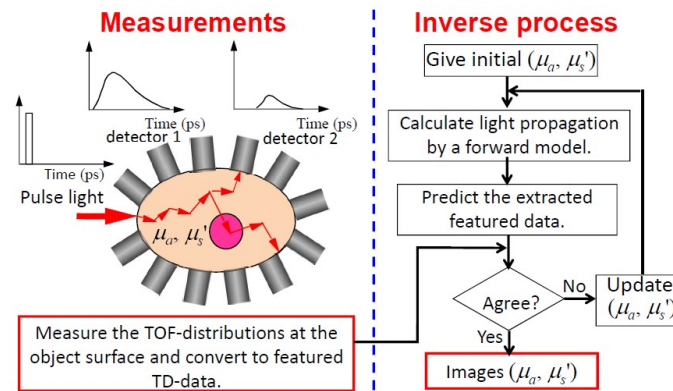 Measurements
Time (ps)
detector 1
Time (ps)
detector 2
Time (ps)
Pulse light
μa, μs'
Measure the TOF-distributions at the
object surface and convert to featured
TD-data.
Inverse process
Give initial (μa, μs')
Calculate light propagation
by a forward model.
Predict the extracted
featured data.
Agree?
No
Update
(μa, μs')
Yes
Images (μa, μs')